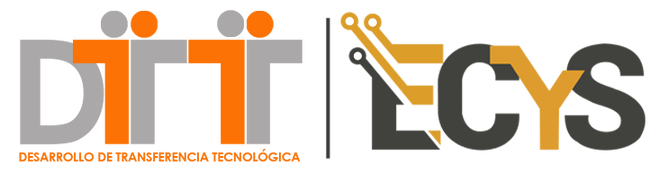 DTT
DESARROLLO DE TRANSFERENCIA TECNOLÓGICA
ECYS